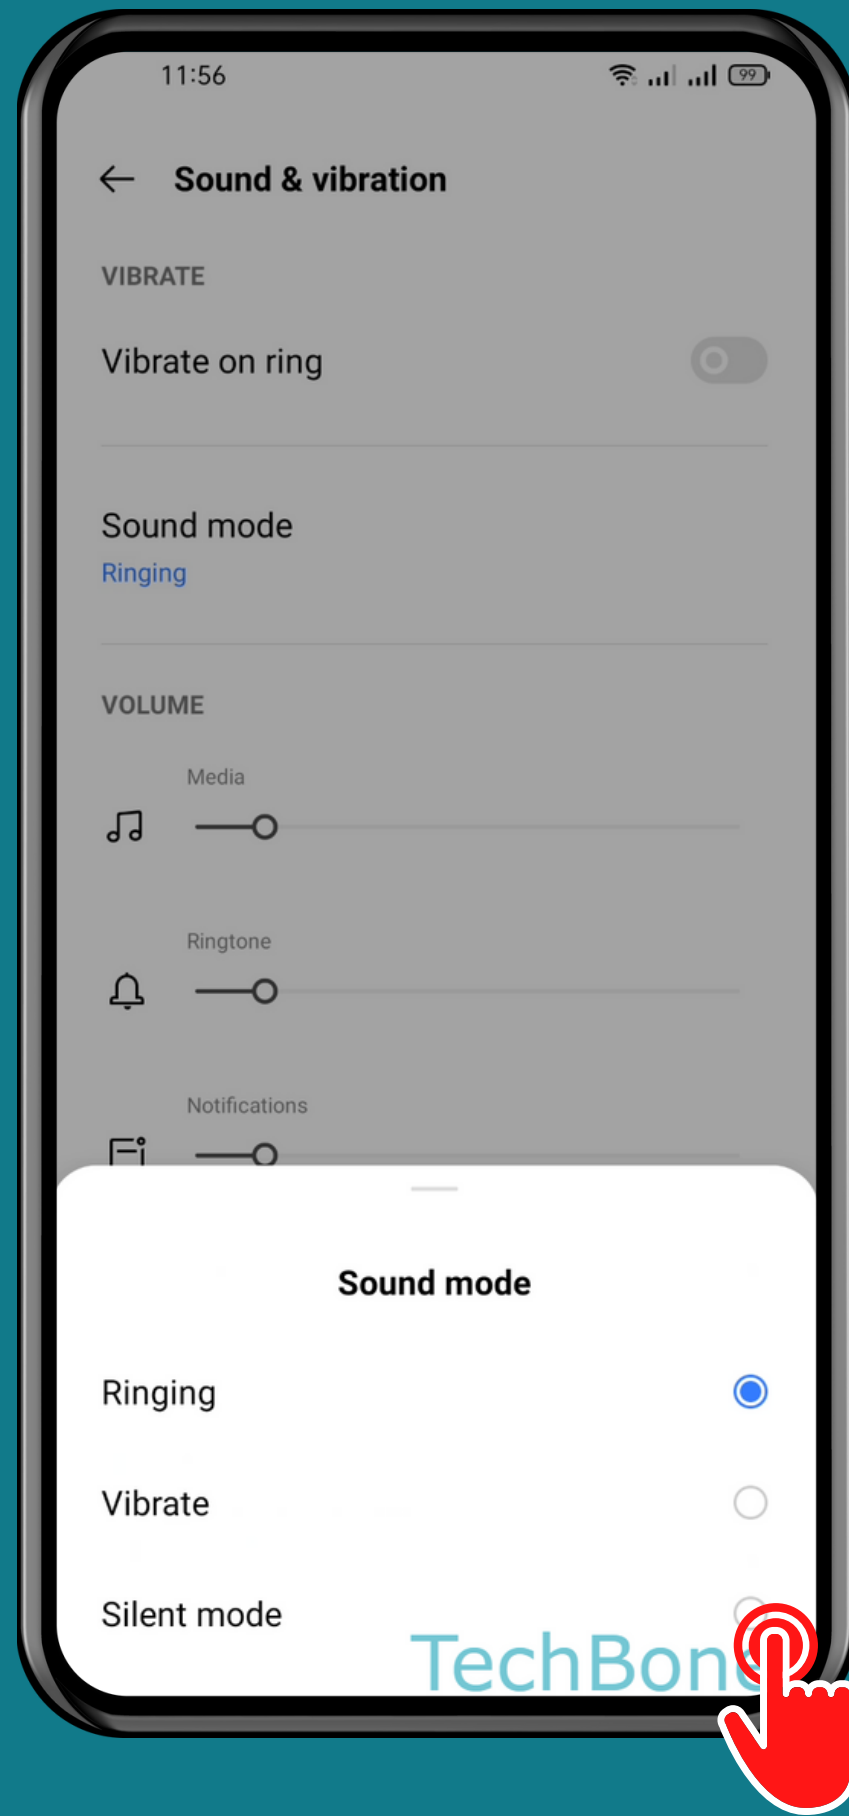 11:56
99
Sound & vibration
VIBRATE
Vibrate on ring
Sound mode
Ringing
VOLUME
Media
Ringtone
Notifications
Sound mode
Ringing
Vibrate
Silent mode
TechBone